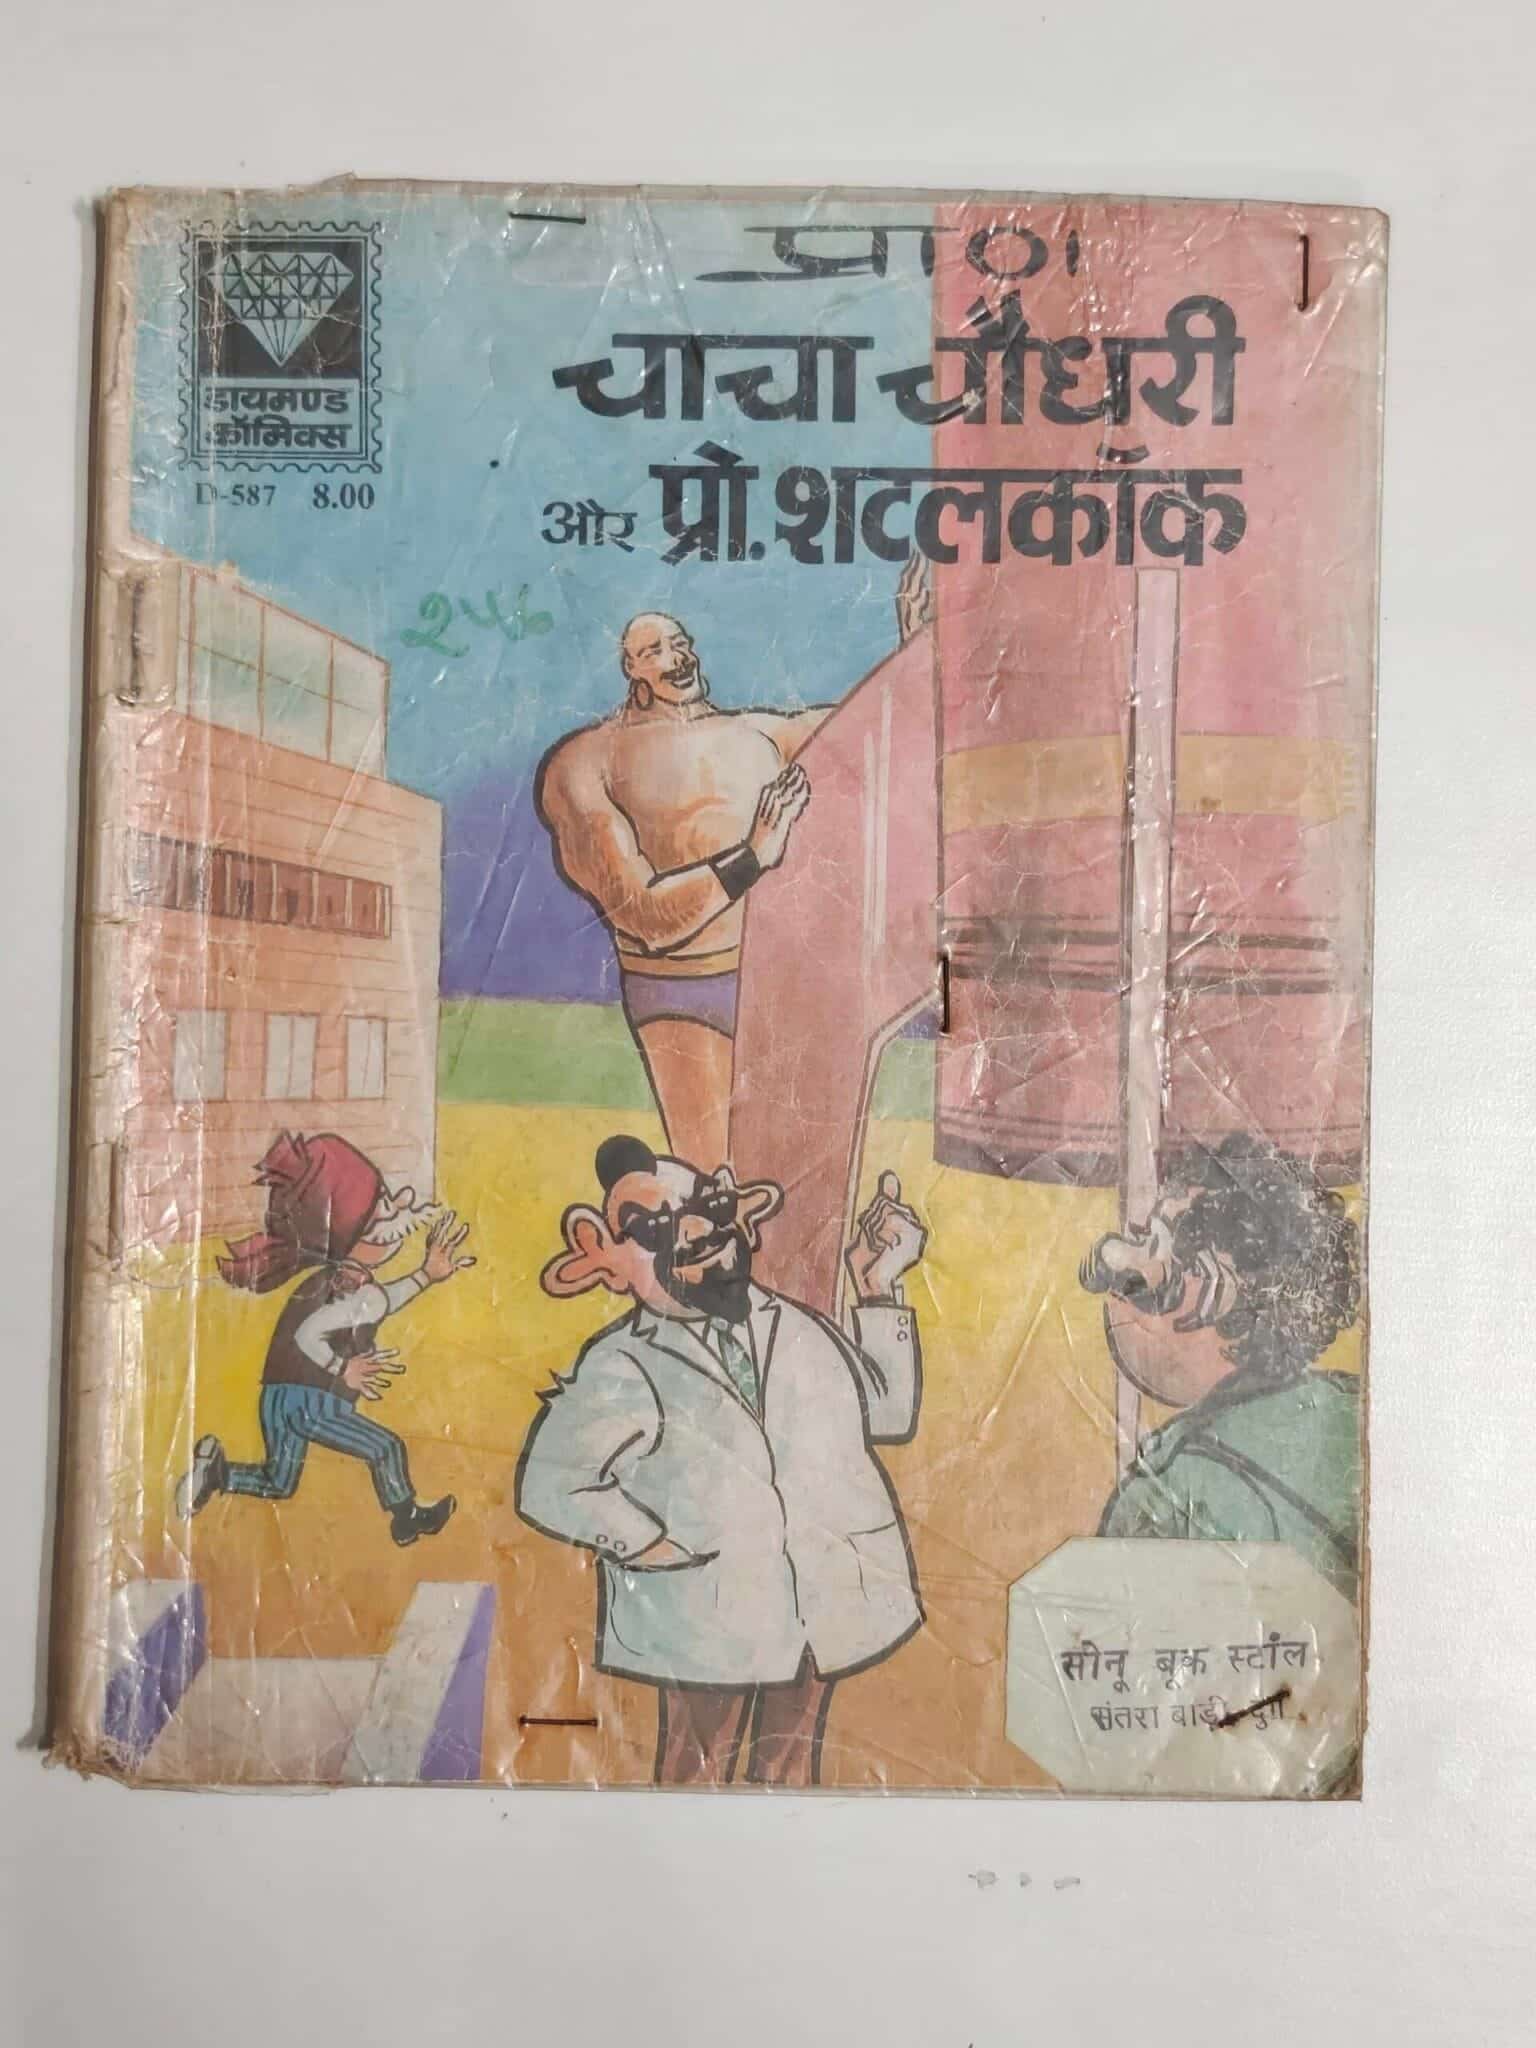 प्राण
चाचा चौधरी
और प्रो. शटलकॉक
डायमण्ड
कॉमिक्स
D-587 8.00
सोनू बूक स्टॉल
संतरा बाड़ी